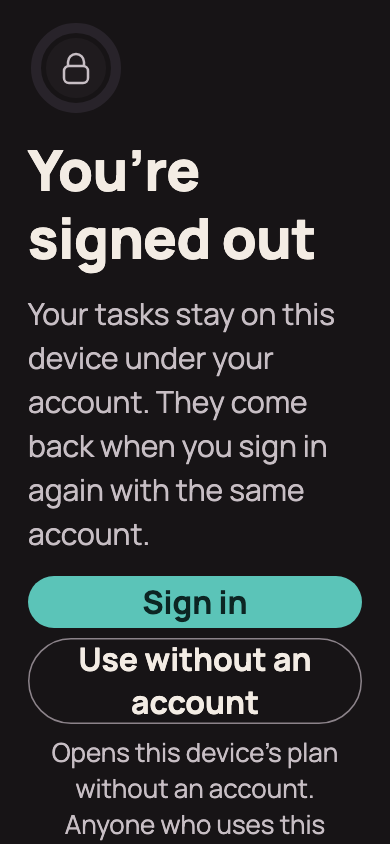 You’re
signed out
Your tasks stay on this
device under your
account. They come
back when you sign in
again with the same
account.
Sign in
Use without an
account
Opens this device’s plan
without an account.
Anyone who uses this